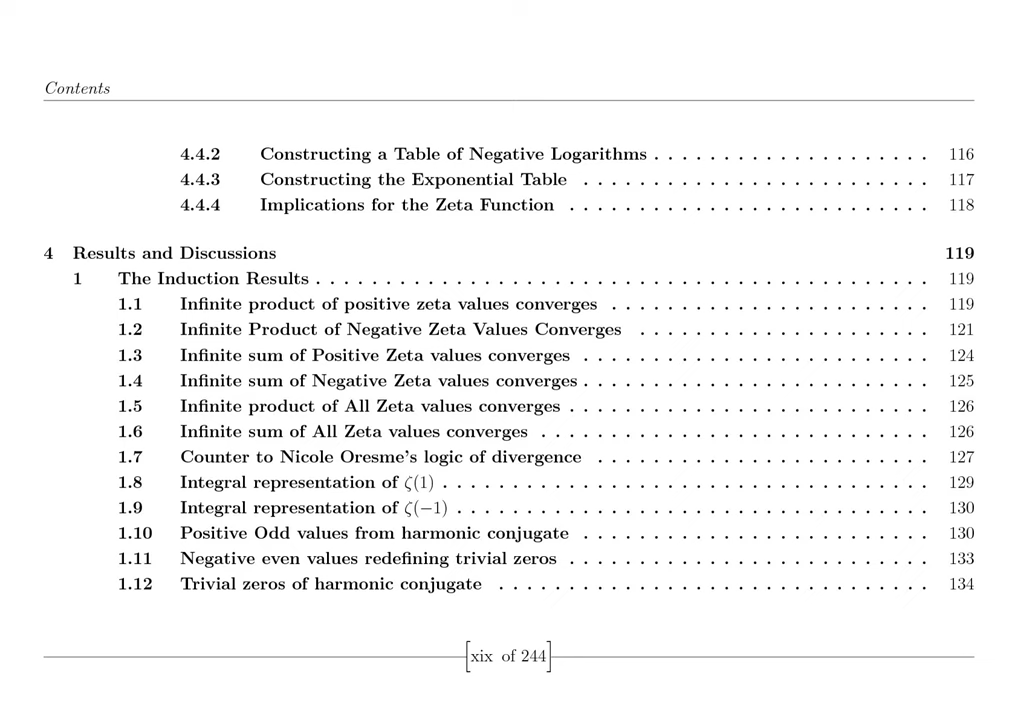 Contents
4.4.2 Constructing a Table of Negative Logarithms . . . . . . . . . . . . . . . . . . . . 116
4.4.3 Constructing the Exponential Table . . . . . . . . . . . . . . . . . . . . . . . . . 117
4.4.4 Implications for the Zeta Function . . . . . . . . . . . . . . . . . . . . . . . . . . 118
4 Results and Discussions 119
1 The Induction Results . . . . . . . . . . . . . . . . . . . . . . . . . . . . . . . . . . . . . . . . . . . . 119
1.1 Infinite product of positive zeta values converges . . . . . . . . . . . . . . . . . . . . . . . 119
1.2 Infinite Product of Negative Zeta Values Converges . . . . . . . . . . . . . . . . . . . . . 121
1.3 Infinite sum of Positive Zeta values converges . . . . . . . . . . . . . . . . . . . . . . . . . 124
1.4 Infinite sum of Negative Zeta values converges . . . . . . . . . . . . . . . . . . . . . . . . . 125
1.5 Infinite product of All Zeta values converges . . . . . . . . . . . . . . . . . . . . . . . . . . 126
1.6 Infinite sum of All Zeta values converges . . . . . . . . . . . . . . . . . . . . . . . . . . . . 126
1.7 Counter to Nicole Oresme's logic of divergence . . . . . . . . . . . . . . . . . . . . . . . . 127
1.8 Integral representation of ζ(1) . . . . . . . . . . . . . . . . . . . . . . . . . . . . . . . . . . . 129
1.9 Integral representation of ζ(−1) . . . . . . . . . . . . . . . . . . . . . . . . . . . . . . . . . . 130
1.10 Positive Odd values from harmonic conjugate . . . . . . . . . . . . . . . . . . . . . . . . . 130
1.11 Negative even values redefining trivial zeros . . . . . . . . . . . . . . . . . . . . . . . . . . 133
1.12 Trivial zeros of harmonic conjugate . . . . . . . . . . . . . . . . . . . . . . . . . . . . . . . 134
[xix of 244]